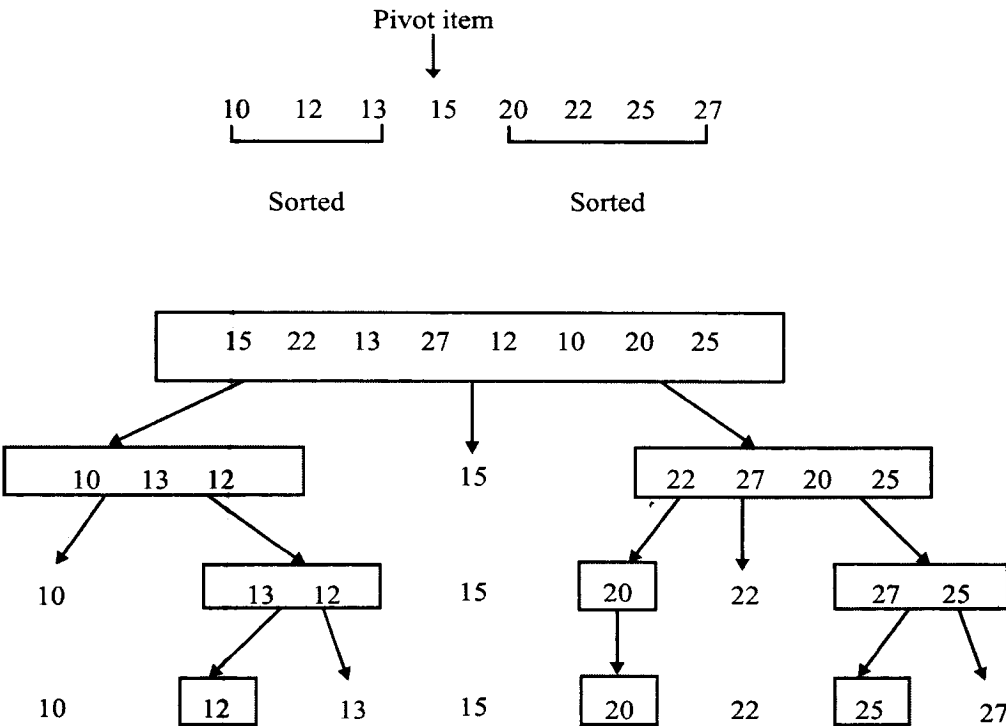 Pivot item
10 12 13 15 20 22 25 27
Sorted Sorted
15 22 13 27 12 10 20 25
10 13 12 15 22 27 20 25
10 13 12 15 20 22 27 25
10 12 13 15 20 22 25 27